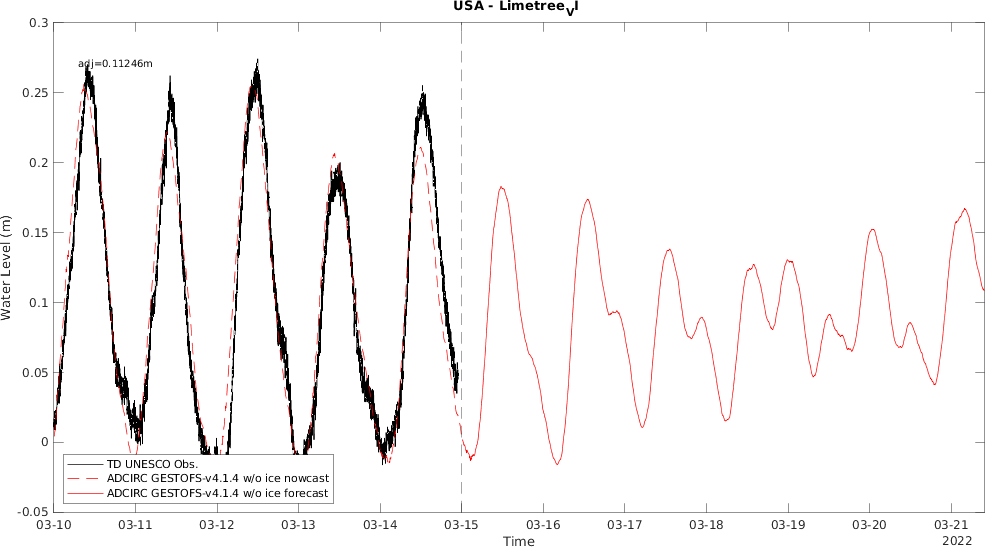 USA - Limetree_VI
adj=0.11246m
0.3
0.25
0.2
0.15
0.1
0.05
0
-0.05
Water Level (m)
TD UNESCO Obs.
ADCIRC GESTOFS-v4.1.4 w/o ice nowcast
ADCIRC GESTOFS-v4.1.4 w/o ice forecast
03-10 03-11 03-12 03-13 03-14 03-15 03-16 03-17 03-18 03-19 03-20 03-21
Time
2022